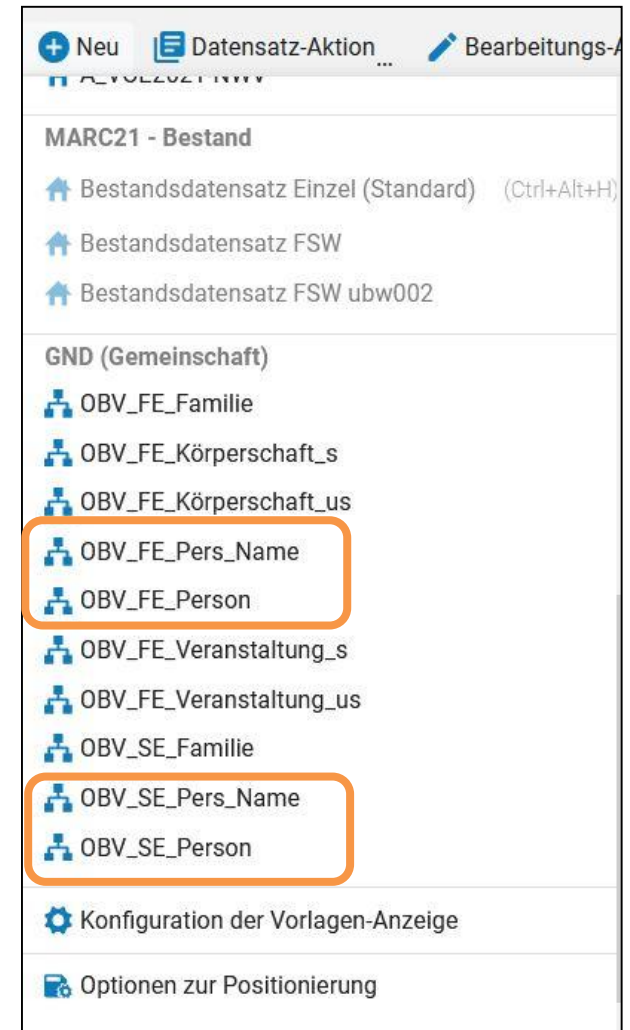 Neu Datensatz-Aktion ... Bearbeitungs-A
MARC21 - Bestand
Bestandsdatensatz Einzel (Standard) (Ctrl+Alt+H)
Bestandsdatensatz FSW
Bestandsdatensatz FSW ubw002
GND (Gemeinschaft)
OBV_FE_Familie
OBV_FE_Körperschaft_s
OBV_FE_Körperschaft_us
OBV_FE_Pers_Name
OBV_FE_Person
OBV_FE_Veranstaltung_s
OBV_FE_Veranstaltung_us
OBV_SE_Familie
OBV_SE_Pers_Name
OBV_SE_Person
Konfiguration der Vorlagen-Anzeige
Optionen zur Positionierung